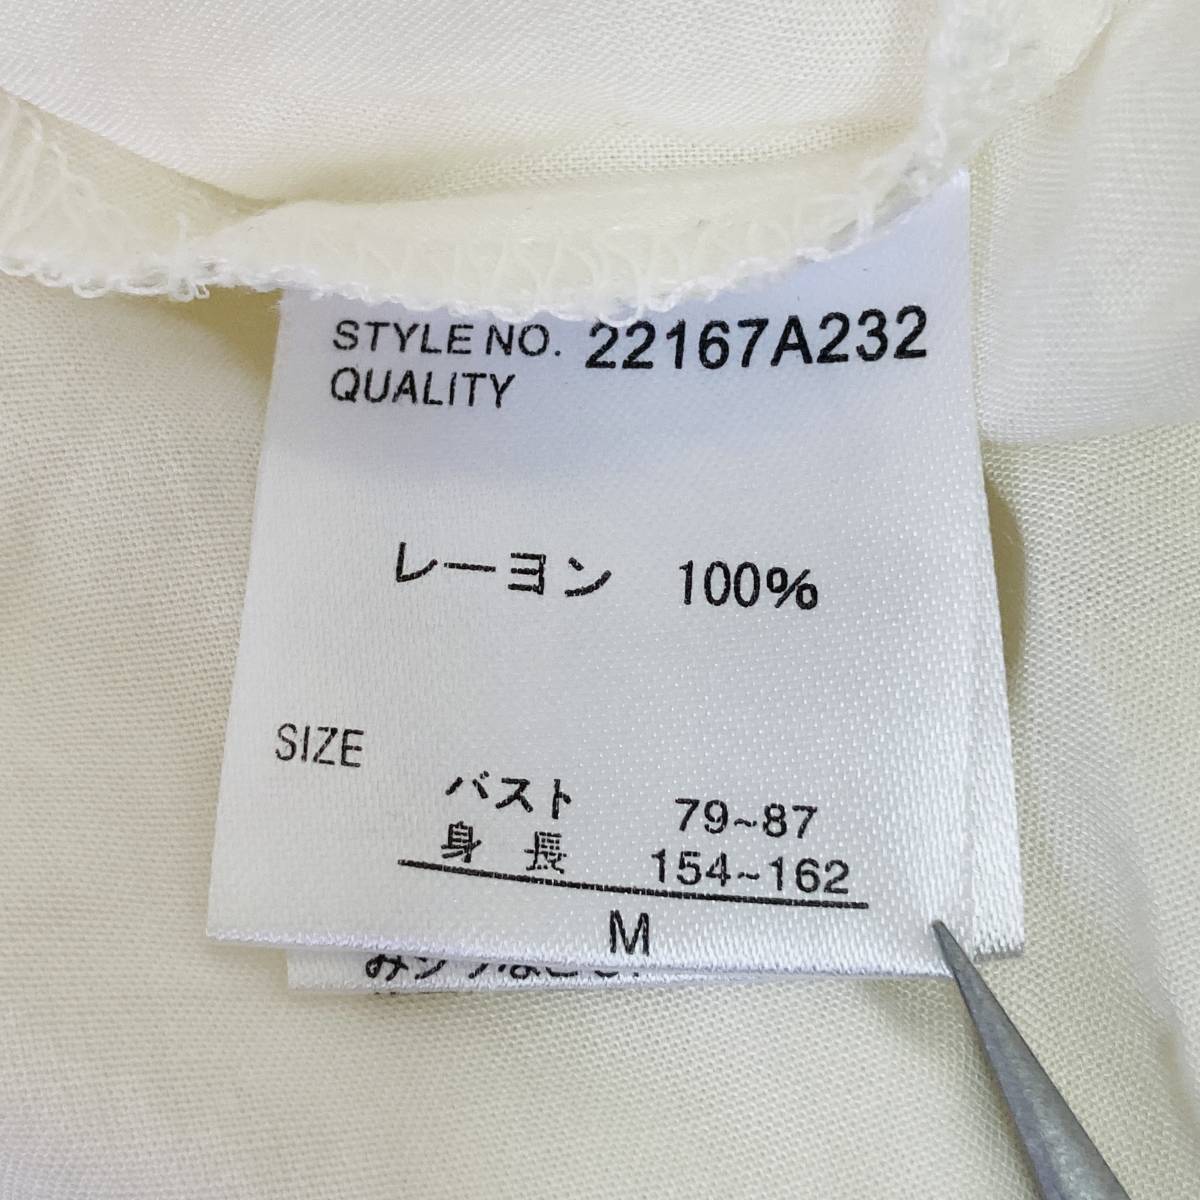 STYLE NO. 22167A232
QUALITY
レーヨン 100%
SIZE
バスト 79~87
身長 154~162
M